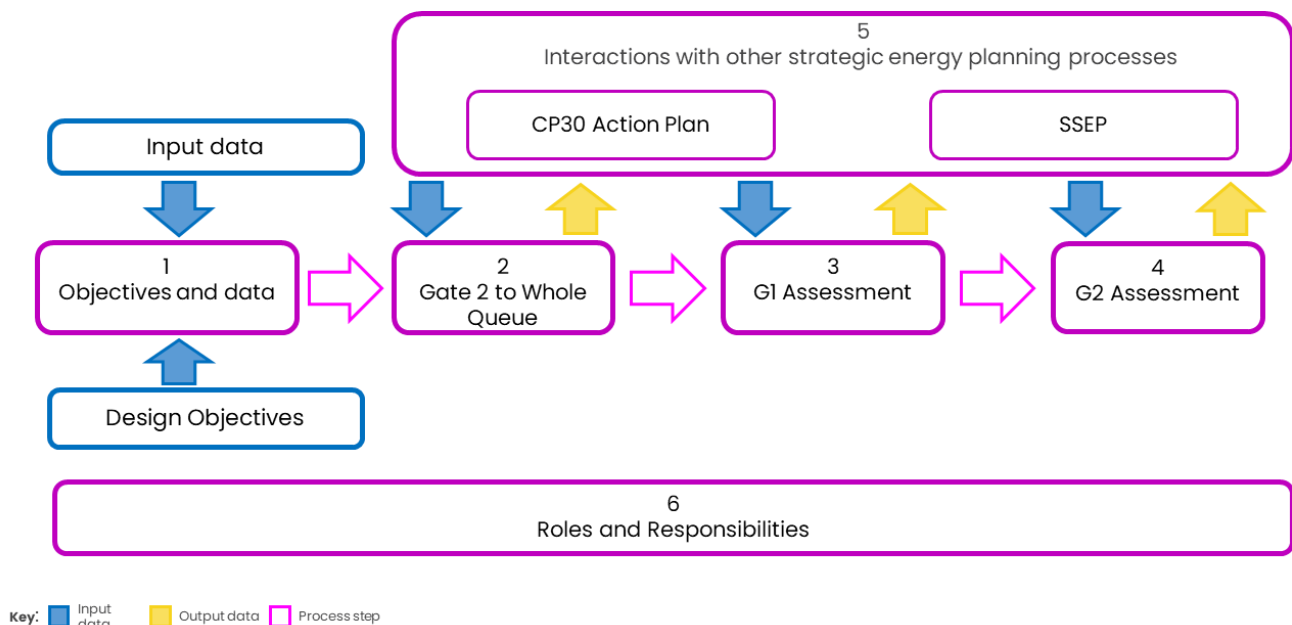 5
Interactions with other strategic energy planning processes
CP30 Action Plan
SSEP
Input data
1
Objectives and data
2
Gate 2 to Whole
Queue
3
G1 Assessment
4
G2 Assessment
Design Objectives
6
Roles and Responsibilities
Key:
Input
data
Output data
Process step